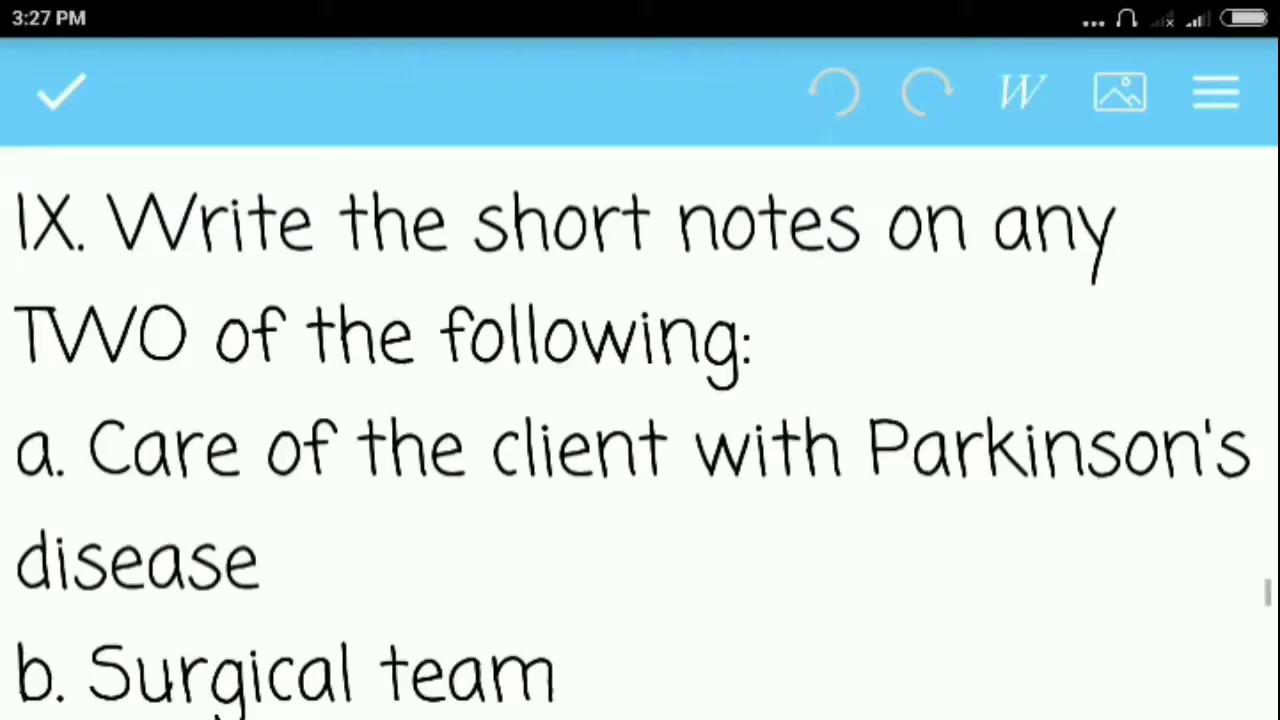 3:27 PM
W
IX. Write the short notes on any
TWO of the following:
a. Care of the client with Parkinson's
disease
b. Surgical team